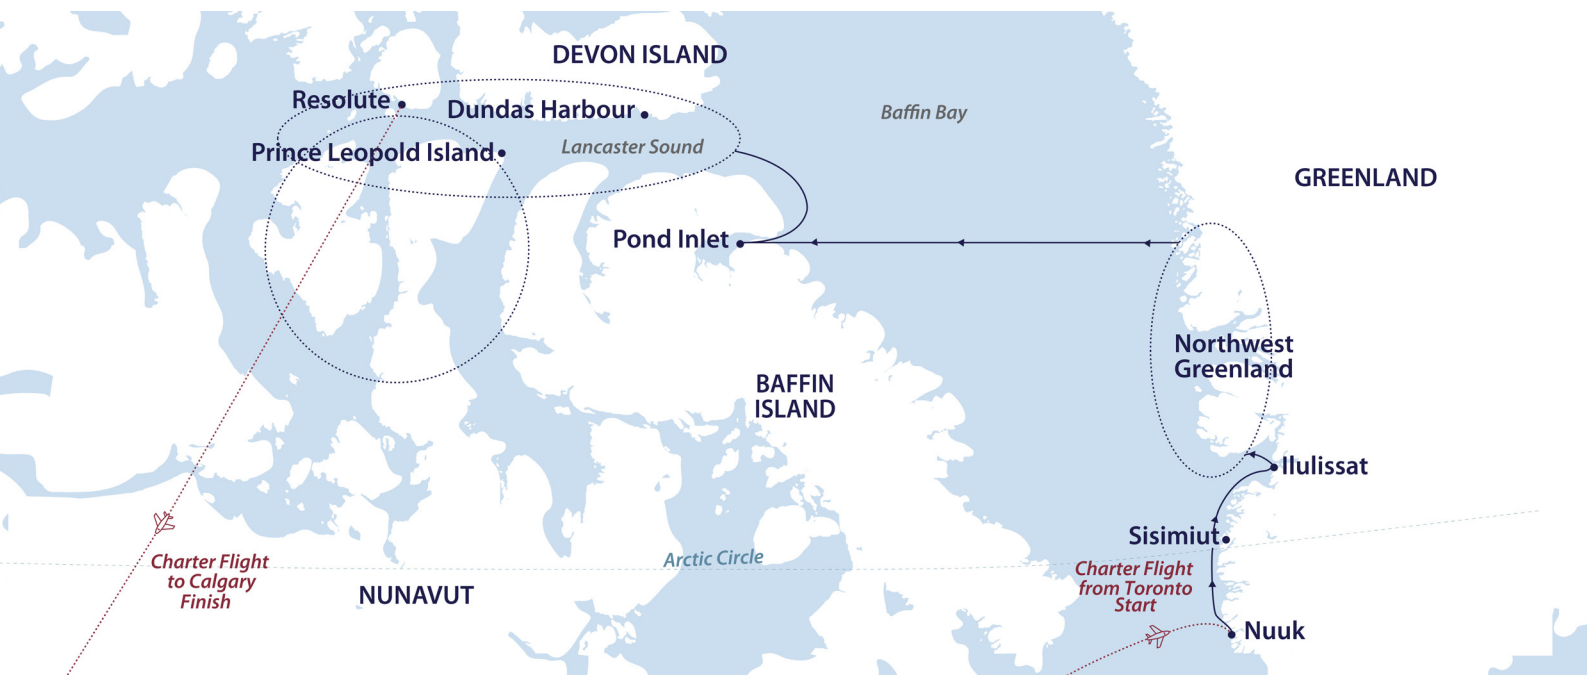 DEVON ISLAND
Resolute
Dundas Harbour
Baffin Bay
Prince Leopold Island
Lancaster Sound
GREENLAND
Pond Inlet
Northwest
Greenland
BAFFIN
ISLAND
Ilulissat
Sisimiut
Charter Flight
to Calgary
Finish
Arctic Circle
Charter Flight
from Toronto
Start
NUNAVUT
Nuuk